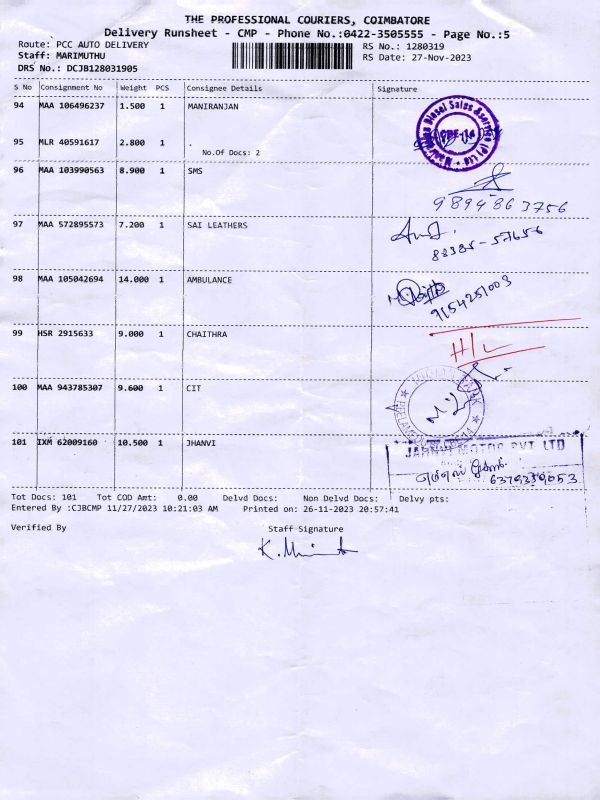 THE PROFESSIONAL COURIERS, COIMBATORE
Delivery Runsheet - CMP - Phone No.:0422-3505555 - Page No.:5
Route: PCC AUTO DELIVERY RS No.: 1280319
Staff: MARIMUTHU RS Date: 27-Nov-2023
DRS No.: DCJB128031905
S No Consignment No Weight PCS Consignee Details Signature
94 MAA 106496237 1.500 1 MANIRANJAN
95 MLR 40591617 2.800 1 .
No.Of Docs: 2
96 MAA 103990563 8.900 1 SMS
9894863756
97 MAA 572895573 7.200 1 SAI LEATHERS
88385-57656
98 MAA 105042694 14.000 1 AMBULANCE
9154251003
99 HSR 2915633 9.000 1 CHAITHRA
H/L
100 MAA 943785307 9.600 1 CIT
101 IXM 62009160 10.500 1 JHANVI
MOTOR PVT LTD
6379359053
Tot Docs: 101 Tot COD Amt: 0.00 Delvd Docs: Non Delvd Docs: Delvy pts:
Entered By :CJBCMP 11/27/2023 10:21:03 AM Printed on: 26-11-2023 20:57:41
Verified By Staff Signature